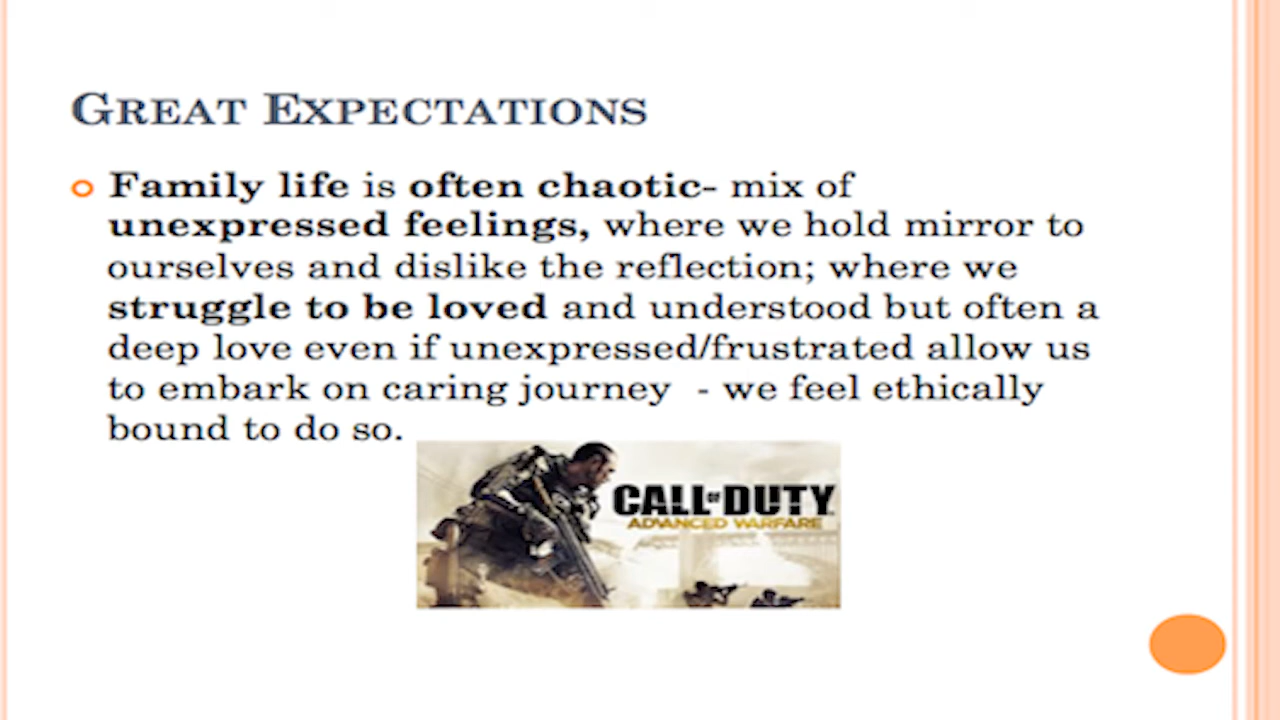 GREAT EXPECTATIONS
Family life is often chaotic- mix of
unexpressed feelings, where we hold mirror to
ourselves and dislike the reflection; where we
struggle to be loved and understood but often a
deep love even if unexpressed/frustrated allow us
to embark on caring journey - we feel ethically
bound to do so.
CALL OF DUTY
ADVANCED WARFARE